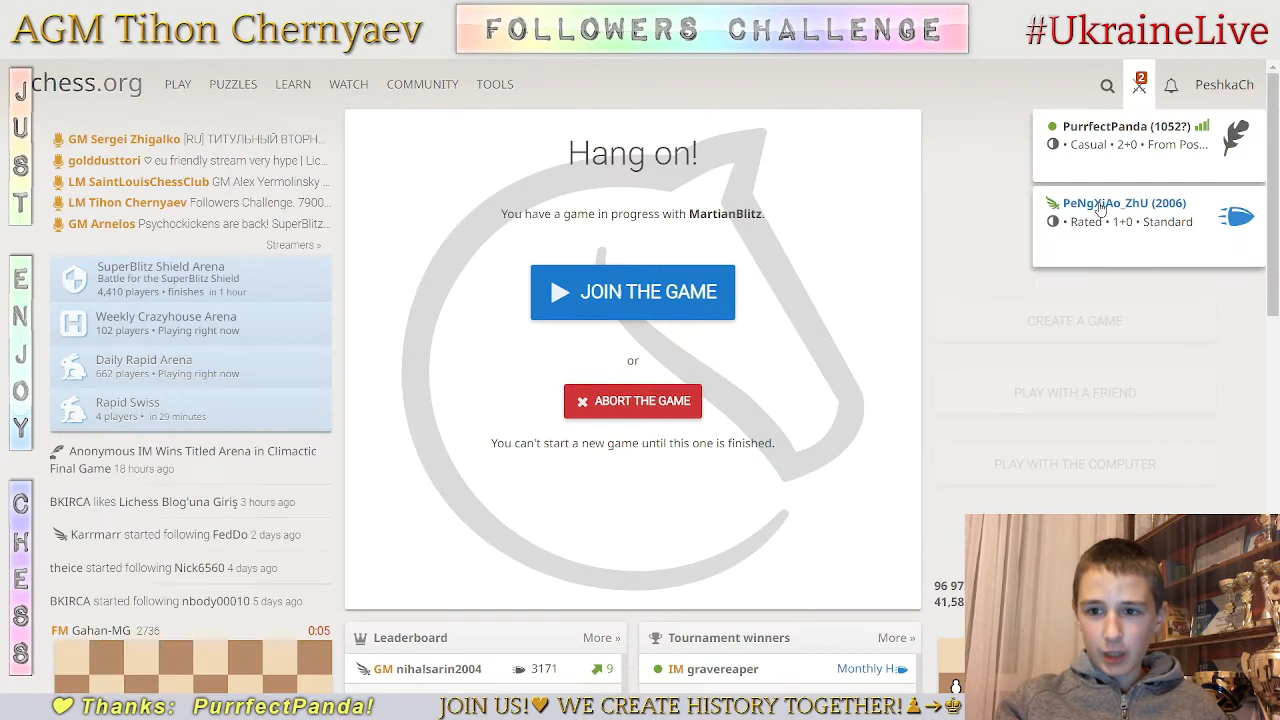 AGM Tihon Chernyaev
FOLLOWERS CHALLENGE
#UkraineLive
JUST
ENJOY
CHESS
chess.org
PLAY
PUZZLES
LEARN
WATCH
COMMUNITY
TOOLS
2
PeshkaCh
GM Sergei Zhigalko [RU] ТИТУЛЬНЫЙ ВТОРН...
golddusttori ♡ eu friendly stream very hype | Lic...
LM SaintLouisChessClub GM Alex Yermolinsky ...
LM Tihon Chernyaev Followers Challenge. 7900...
GM Arnelos Psychockickens are back! SuperBlitz...
Streamers »
SuperBlitz Shield Arena
Battle for the SuperBlitz Shield
4,410 players • finishes in 1 hour
Weekly Crazyhouse Arena
102 players • Playing right now
Daily Rapid Arena
662 players • Playing right now
Rapid Swiss
4 players • in 29 minutes
Anonymous IM Wins Titled Arena in Climactic
Final Game 18 hours ago
BKIRCA likes Lichess Blog'una Giriş 3 hours ago
Karrmarr started following FedDo 2 days ago
theice started following Nick6560 4 days ago
BKIRCA started following nbody00010 5 days ago
FM Gahan-MG 2736
0:05
Hang on!
You have a game in progress with MartianBlitz.
JOIN THE GAME
or
ABORT THE GAME
You can't start a new game until this one is finished.
Leaderboard
More »
GM nihalsarin2004
3171
9
Tournament winners
More »
IM gravereaper
Monthly H
PurrfectPanda (1052?)
• Casual • 2+0 • From Pos...
PeNgXiAo_ZhU (2006)
• Rated • 1+0 • Standard
CREATE A GAME
PLAY WITH A FRIEND
PLAY WITH THE COMPUTER
96 97
41,58
Thanks: PurrfectPanda!
JOIN US!♥ WE CREATE HISTORY TOGETHER!♟→♚